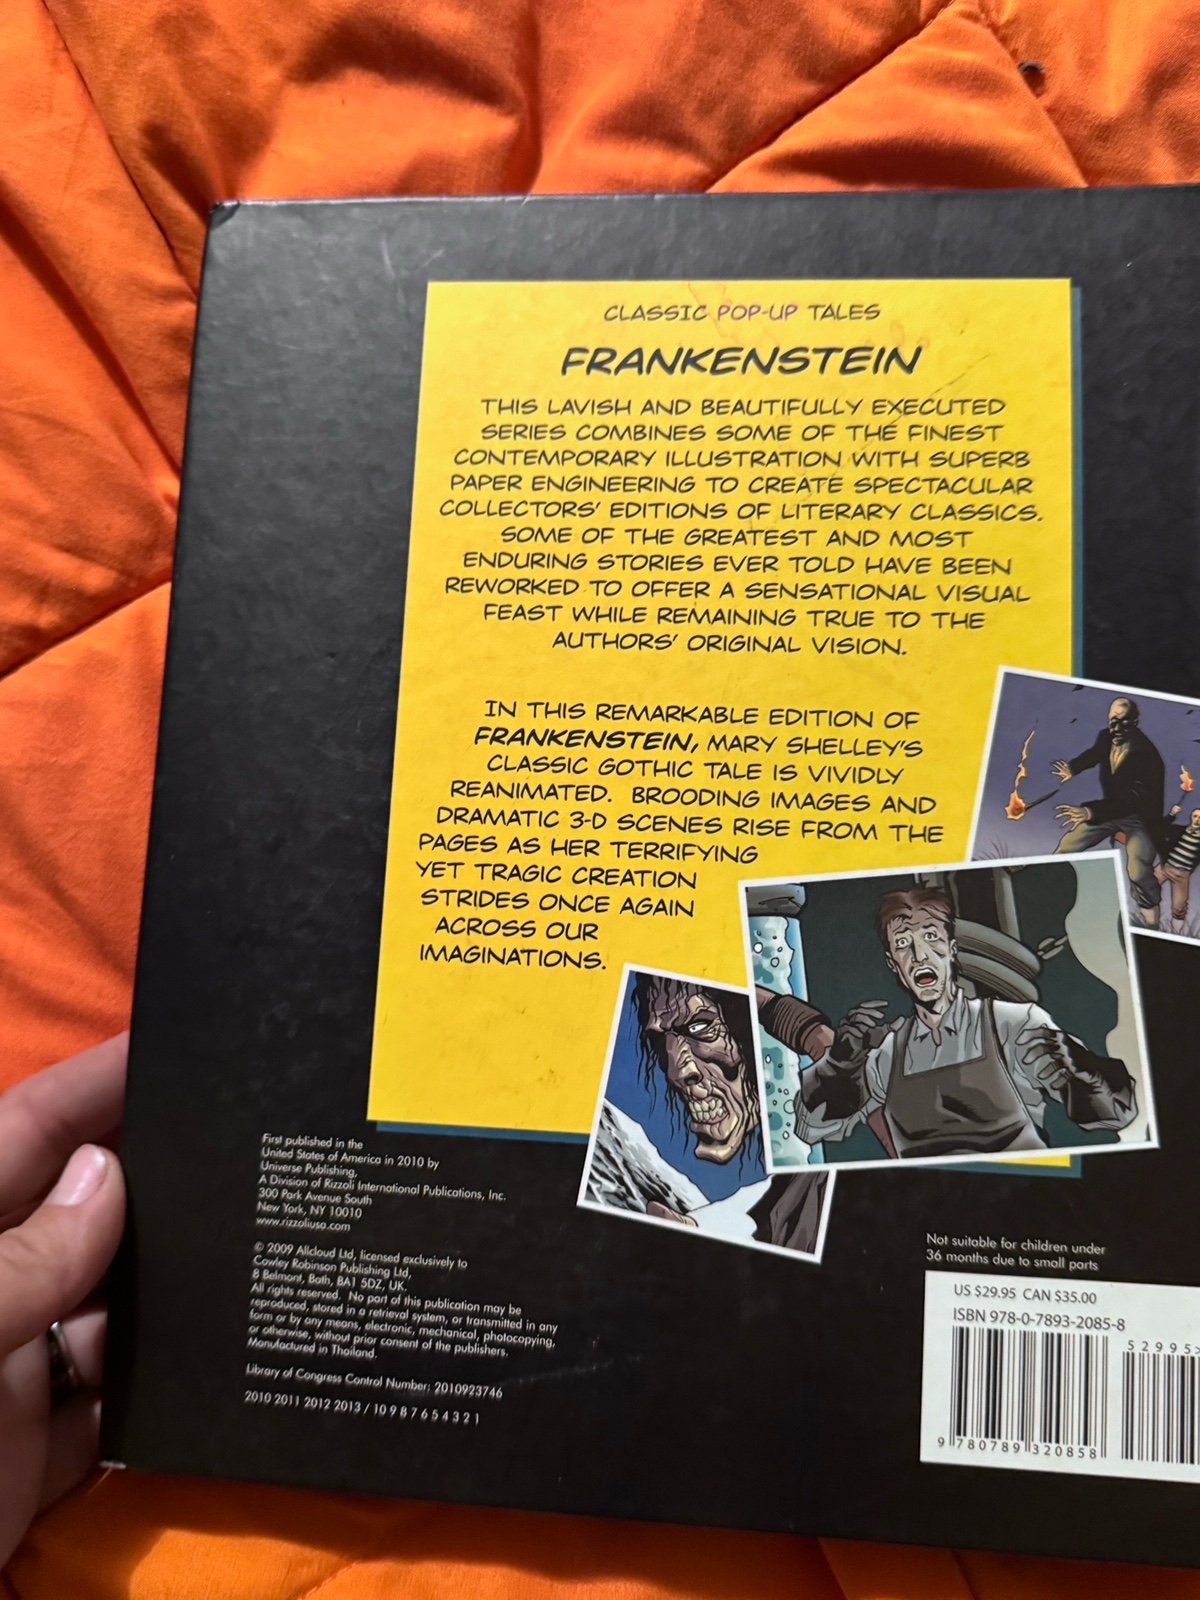 CLASSIC POP-UP TALES
FRANKENSTEIN
THIS LAVISH AND BEAUTIFULLY EXECUTED
SERIES COMBINES SOME OF THE FINEST
CONTEMPORARY ILLUSTRATION WITH SUPERB
PAPER ENGINEERING TO CREATE SPECTACULAR
COLLECTORS' EDITIONS OF LITERARY CLASSICS.
SOME OF THE GREATEST AND MOST
ENDURING STORIES EVER TOLD HAVE BEEN
REWORKED TO OFFER A SENSATIONAL VISUAL
FEAST WHILE REMAINING TRUE TO THE
AUTHORS' ORIGINAL VISION.
IN THIS REMARKABLE EDITION OF
FRANKENSTEIN, MARY SHELLEY'S
CLASSIC GOTHIC TALE IS VIVIDLY
REANIMATED. BROODING IMAGES AND
DRAMATIC 3-D SCENES RISE FROM THE
PAGES AS HER TERRIFYING
YET TRAGIC CREATION
STRIDES ONCE AGAIN
ACROSS OUR
IMAGINATIONS.
First published in the
United States of America in 2010 by
Universe Publishing,
A Division of Rizzoli International Publications, Inc.
300 Park Avenue South
New York, NY 10010
www.rizzoliusa.com
© 2009 Allcloud Ltd, licensed exclusively to
Cowley Robinson Publishing Ltd,
8 Belmont, Bath, BA1 5DZ, UK.
All rights reserved. No part of this publication may be
reproduced, stored in a retrieval system, or transmitted in any
form or by any means, electronic, mechanical, photocopying,
or otherwise, without prior consent of the publishers.
Manufactured in Thailand.
Library of Congress Control Number: 2010923746
2010 2011 2012 2013 / 10 9 8 7 6 5 4 3 2 1
Not suitable for children under
36 months due to small parts
US $29.95 CAN $35.00
ISBN 978-0-7893-2085-8
52995>
9 780789 320858